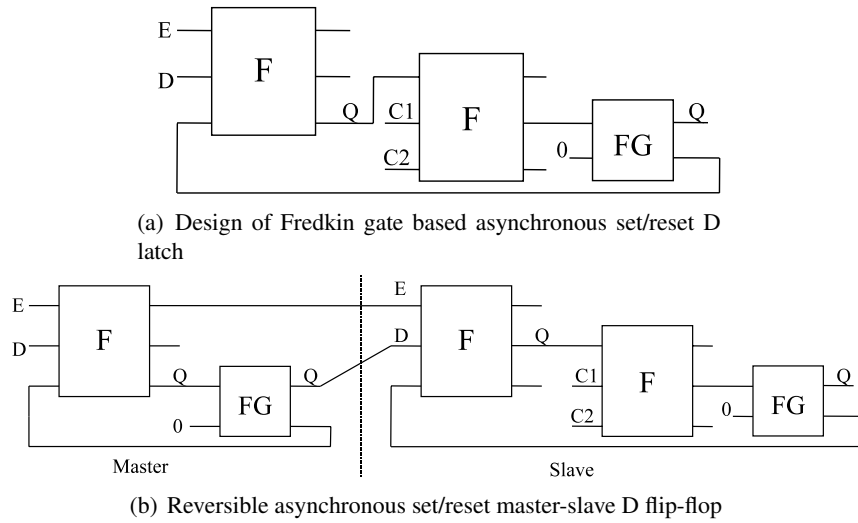 E
F
D
Q
C1
F
Q
C2
0
FG
(a) Design of Fredkin gate based asynchronous set/reset D
latch
E
E
D
F
D
F
Q
Q
Q
C1
F
Q
FG
C2
0
FG
0
Master
Slave
(b) Reversible asynchronous set/reset master-slave D flip-flop